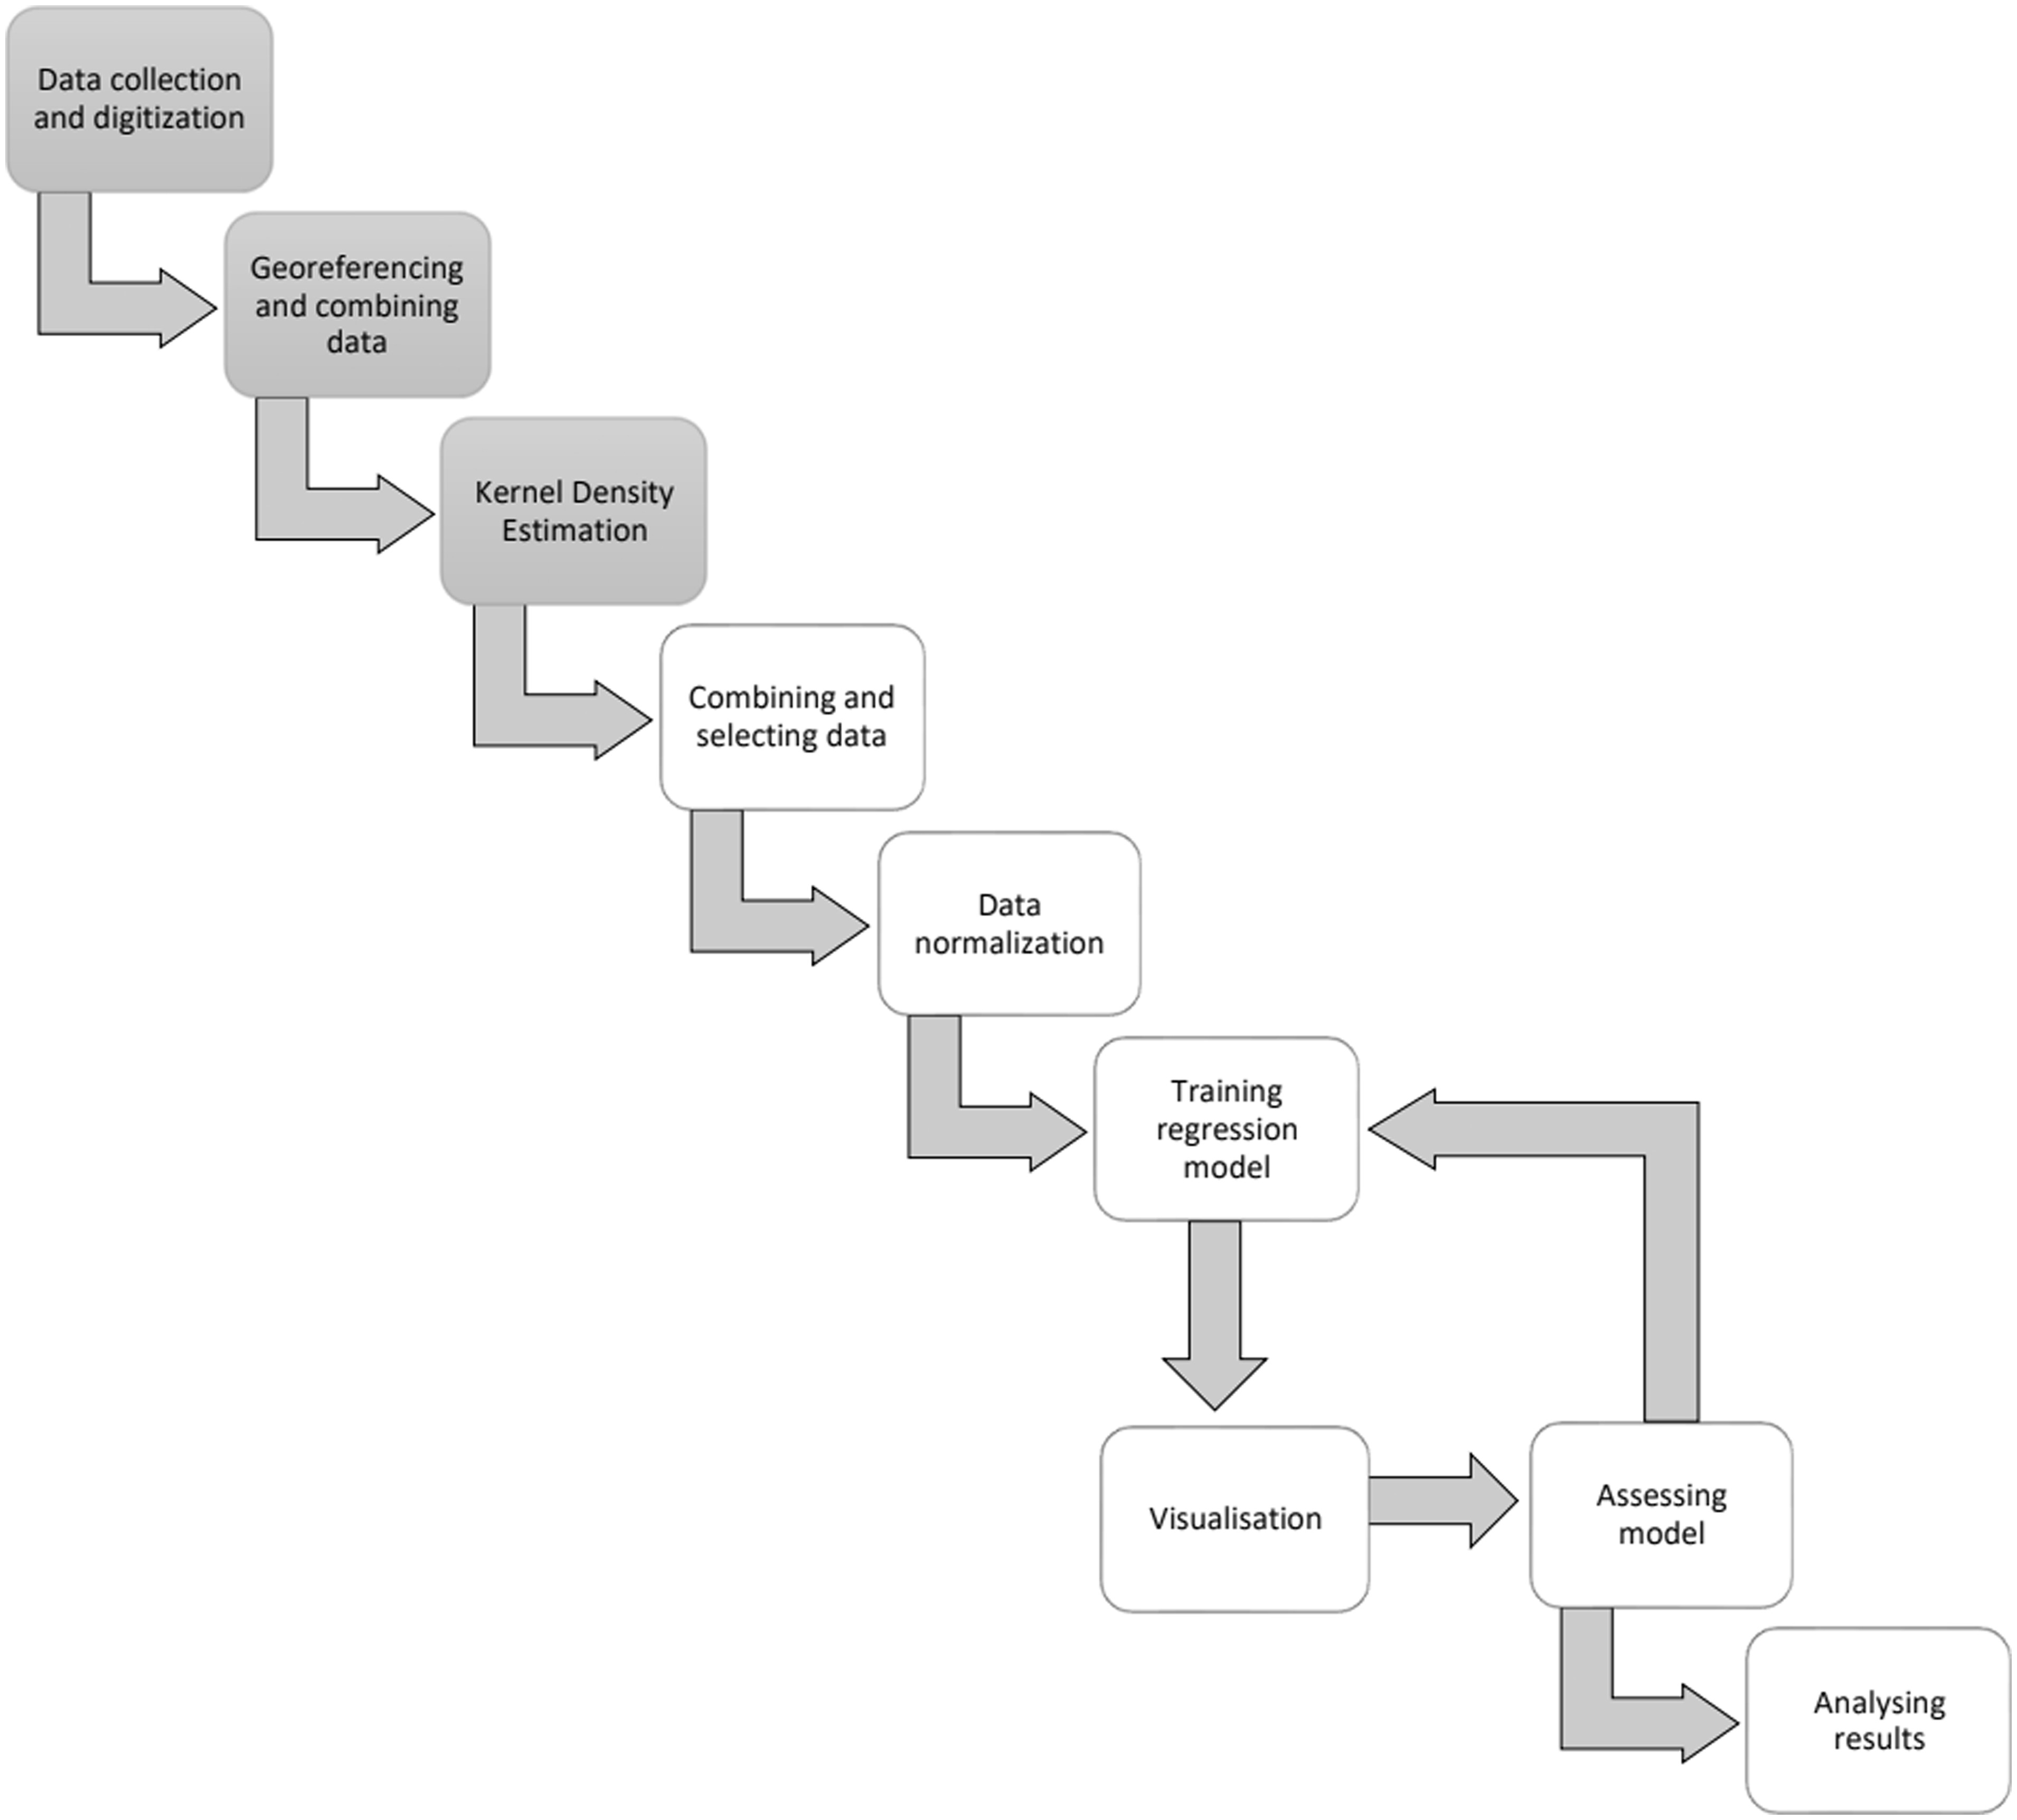 Data collection
and digitization
Georeferencing
and combining
data
Kernel Density
Estimation
Combining and
selecting data
Data
normalization
Training
regression
model
Visualisation
Assessing
model
Analysing
results